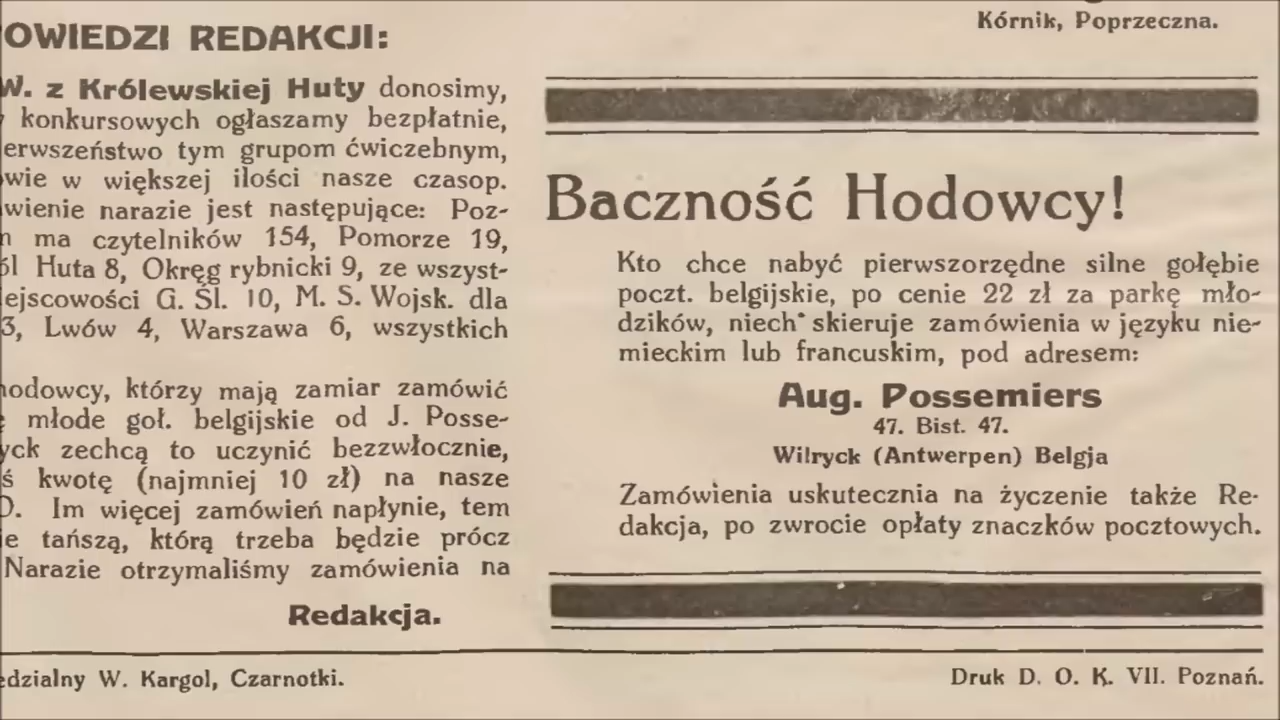 OWIEDZI REDAKCJI:
W. z Królewskiej Huty donosimy,
konkursowych ogłaszamy bezpłatnie,
erwszeństwo tym grupom ćwiczebnym,
wie w większej ilości nasze czasop.
wienie narazie jest następujące: Poz-
ma czytelników 154, Pomorze 19,
Huta 8, Okręg rybnicki 9, ze wszyst-
ejscowości G. Śl. 10, M. S. Wojsk. dla
3, Lwów 4, Warszawa 6, wszystkich
hodowcy, którzy mają zamiar zamówić
młode goł. belgijskie od J. Posse-
yck zechcą to uczynić bezzwłocznie,
ś kwotę (najmniej 10 zł) na nasze
O. Im więcej zamówień napłynie, tem
ie tańszą, którą trzeba będzie prócz
Narazie otrzymaliśmy zamówienia na
Redakcja.
edzialny W. Kargol, Czarnotki.
Kórnik, Poprzeczna.
Baczność Hodowcy!
Kto chce nabyć pierwszorzędne silne gołębie
poczt. belgijskie, po cenie 22 zł za parkę mło-
dzików, niech skieruje zamówienia w języku nie-
mieckim lub francuskim, pod adresem:
Aug. Possemiers
47. Bist. 47.
Wilryck (Antwerpen) Belgja
Zamówienia uskutecznia na życzenie także Re-
dakcja, po zwrocie opłaty znaczków pocztowych.
Druk D. O. K. VII. Poznań.